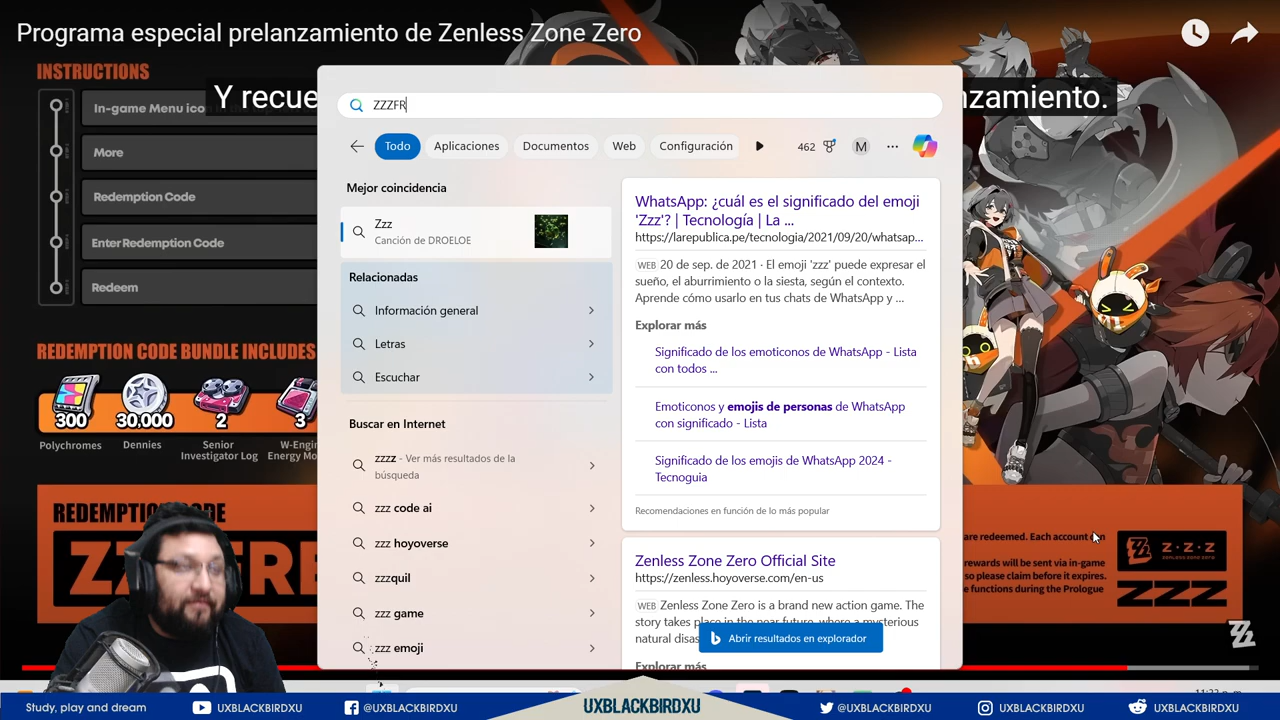 Programa especial prelanzamiento de Zenless Zone Zero
INSTRUCTIONS
Y recue
nzamiento.
In-game Menu ico
More
Redemption Code
Enter Redemption Code
Redeem
REDEMPTION CODE BUNDLE INCLUDES
300
30.000
2
3
Polychromes
Dennies
Senior
Investigator Log
W-Engin
Energy Mo
REDEMPTION CODE
ZZZFRE
ZZZFR
Todo
Aplicaciones
Documentos
Web
Configuración
462
M
Mejor coincidencia
Zzz
Canción de DROELOE
Relacionadas
Información general
Letras
Escuchar
Buscar en Internet
zzzz - Ver más resultados de la
búsqueda
zzz code ai
zzz hoyoverse
zzzquil
zzz game
zzz emoji
WhatsApp: ¿cuál es el significado del emoji
'Zzz'? | Tecnología | La ...
https://larepublica.pe/tecnologia/2021/09/20/whatsap...
WEB 20 de sep. de 2021 · El emoji 'zzz' puede expresar el
sueño, el aburrimiento o la siesta, según el contexto.
Aprende cómo usarlo en tus chats de WhatsApp y ...
Explorar más
Significado de los emoticonos de WhatsApp - Lista
con todos ...
Emoticonos y emojis de personas de WhatsApp
con significado - Lista
Significado de los emojis de WhatsApp 2024 -
Tecnoguia
Recomendaciones en función de lo más popular
Zenless Zone Zero Official Site
https://zenless.hoyoverse.com/en-us
WEB Zenless Zone Zero is a brand new action game. The
story takes place in the near future, where a mysterious
natural disas
Abrir resultados en explorador
Explorar más
are redeemed. Each account can
rewards will be sent via in-game
so please claim before it expires.
e functions during the Prologue
Z·Z·Z
ZENLESS ZONE ZERO
ZZZ
Study, play and dream
UXBLACKBIRDXU
@UXBLACKBIRDXU
UXBLACKBIRDXU
@UXBLACKBIRDXU
UXBLACKBIRDXU
UXBLACKBIRDXU